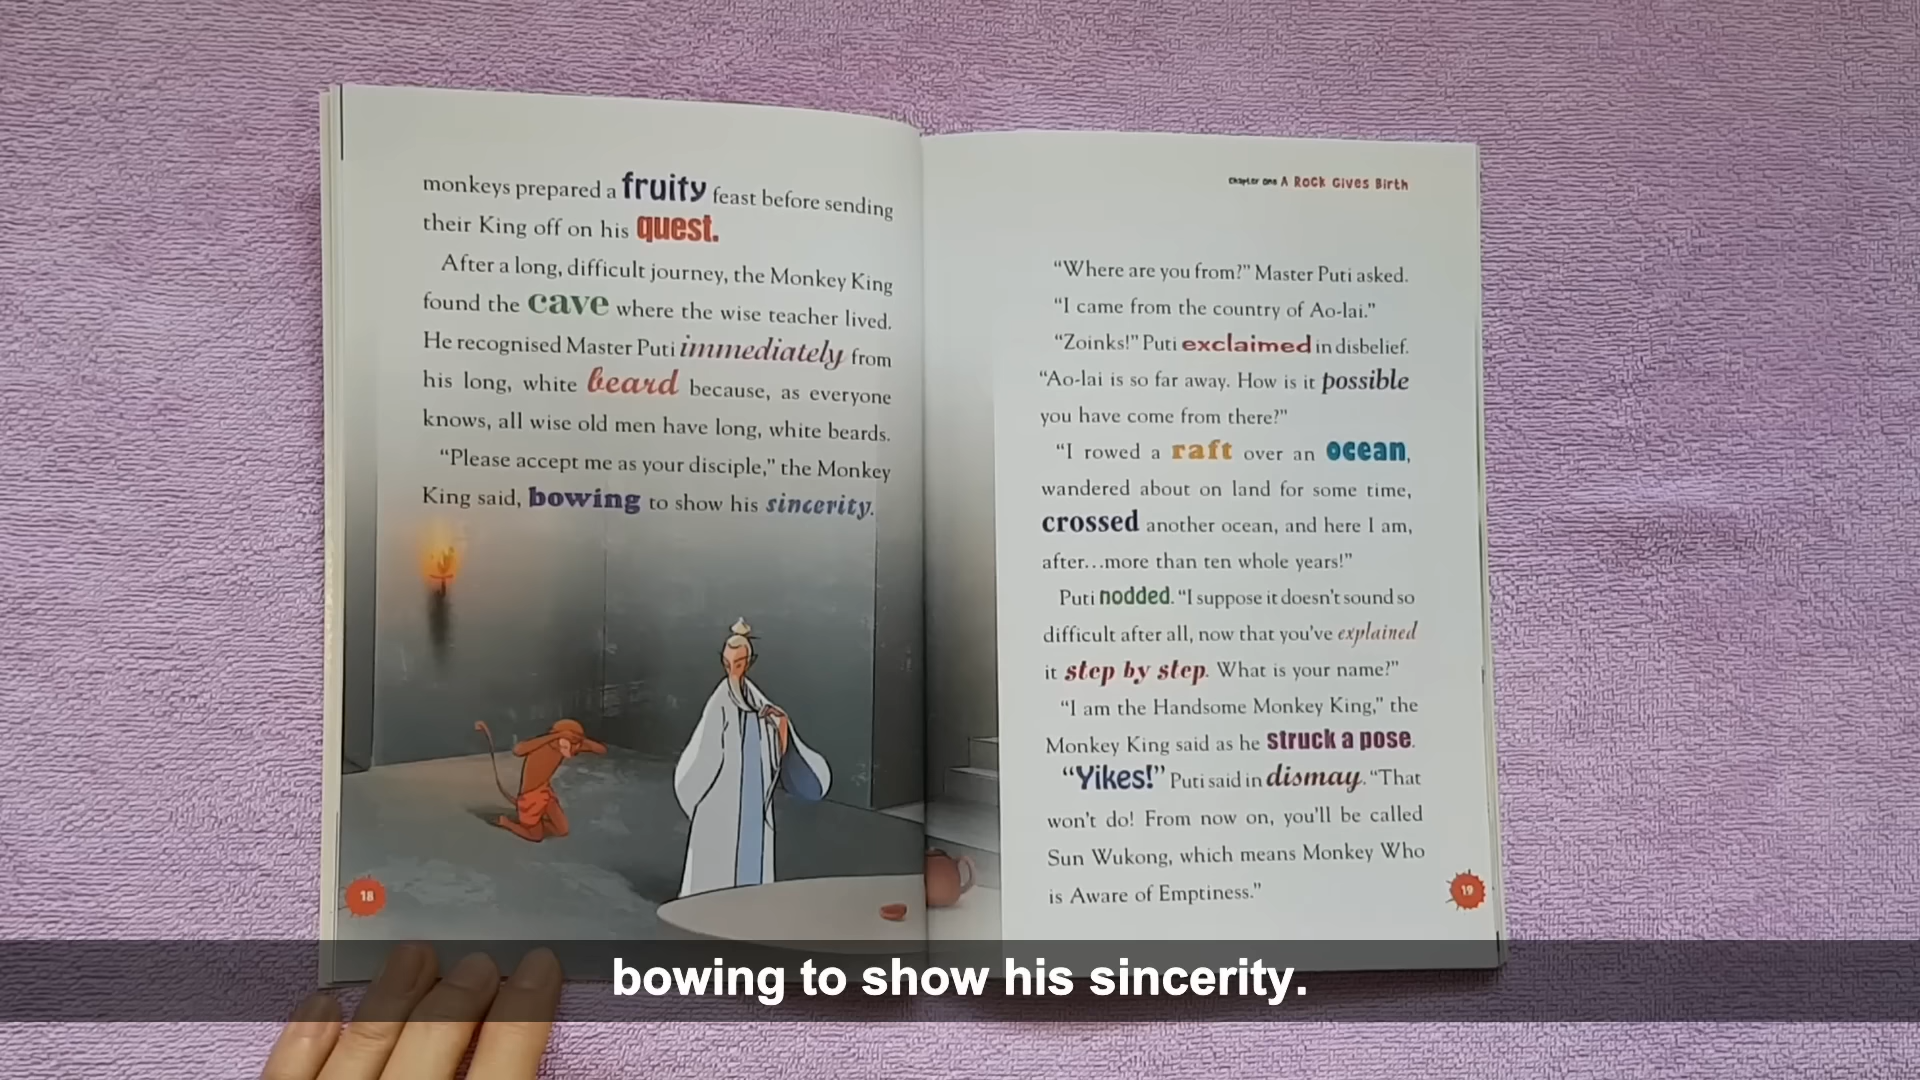 monkeys prepared a fruity feast before sending
their King off on his quest.
After a long, difficult journey, the Monkey King
found the cave where the wise teacher lived.
He recognised Master Puti immediately from
his long, white beard because, as everyone
knows, all wise old men have long, white beards.
“Please accept me as your disciple,” the Monkey
King said, bowing to show his sincerity.
18
Chapter One A Rock Gives Birth
“Where are you from?” Master Puti asked.
“I came from the country of Ao-lai.”
“Zoinks!” Puti exclaimed in disbelief.
“Ao-lai is so far away. How is it possible
you have come from there?”
“I rowed a raft over an ocean,
wandered about on land for some time,
crossed another ocean, and here I am,
after...more than ten whole years!”
Puti nodded. “I suppose it doesn't sound so
difficult after all, now that you've explained
it step by step. What is your name?”
“I am the Handsome Monkey King,” the
Monkey King said as he struck a pose.
“Yikes!” Puti said in dismay. “That
won't do! From now on, you'll be called
Sun Wukong, which means Monkey Who
is Aware of Emptiness.”
19
bowing to show his sincerity.